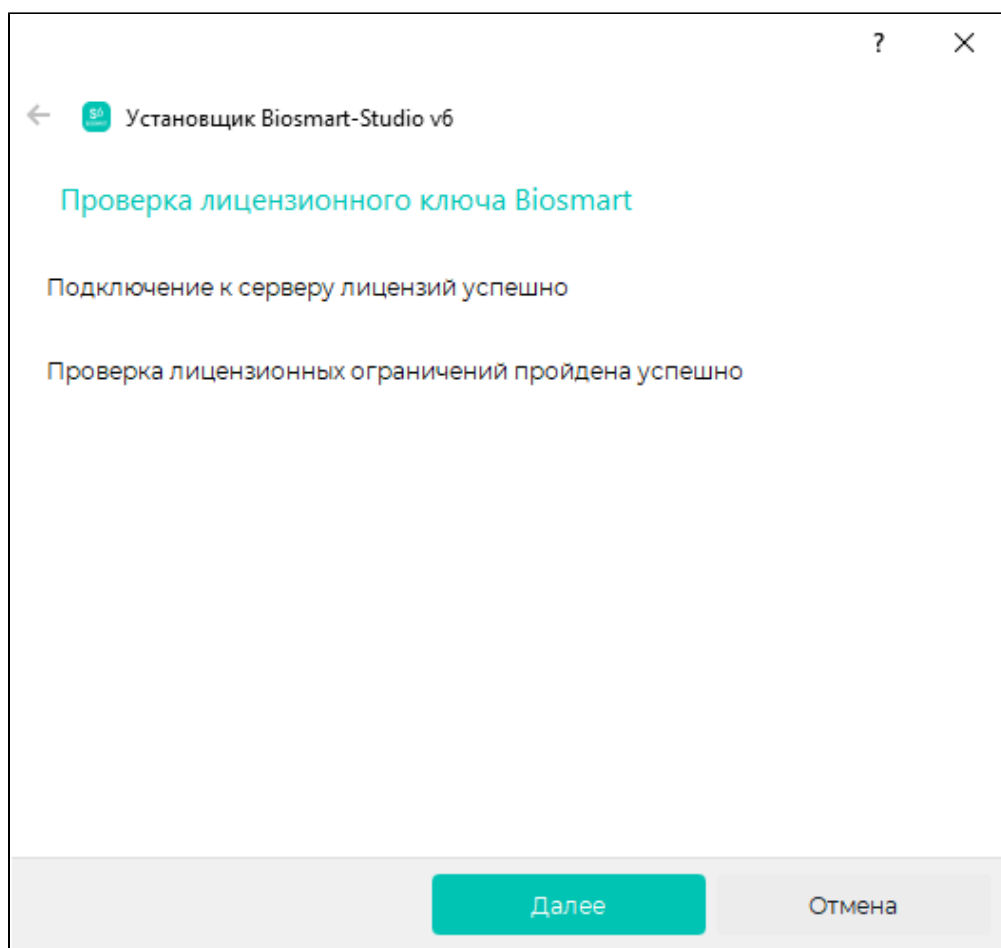 ?
Установщик Biosmart-Studio v6
Проверка лицензионного ключа Biosmart
Подключение к серверу лицензий успешно
Проверка лицензионных ограничений пройдена успешно
Далее
Отмена